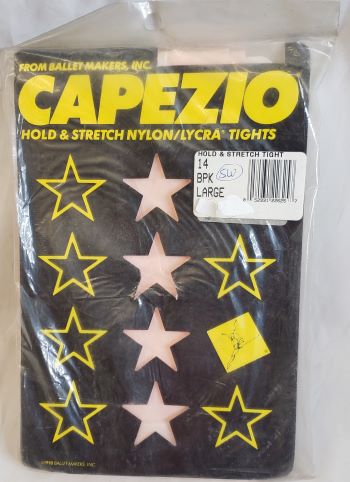 FROM BALLET MAKERS, INC.
CAPEZIO
HOLD & STRETCH NYLON/LYCRA TIGHTS
HOLD & STRETCH TIGHT
14
BPK SW
LARGE
BALLET MAKERS, INC.